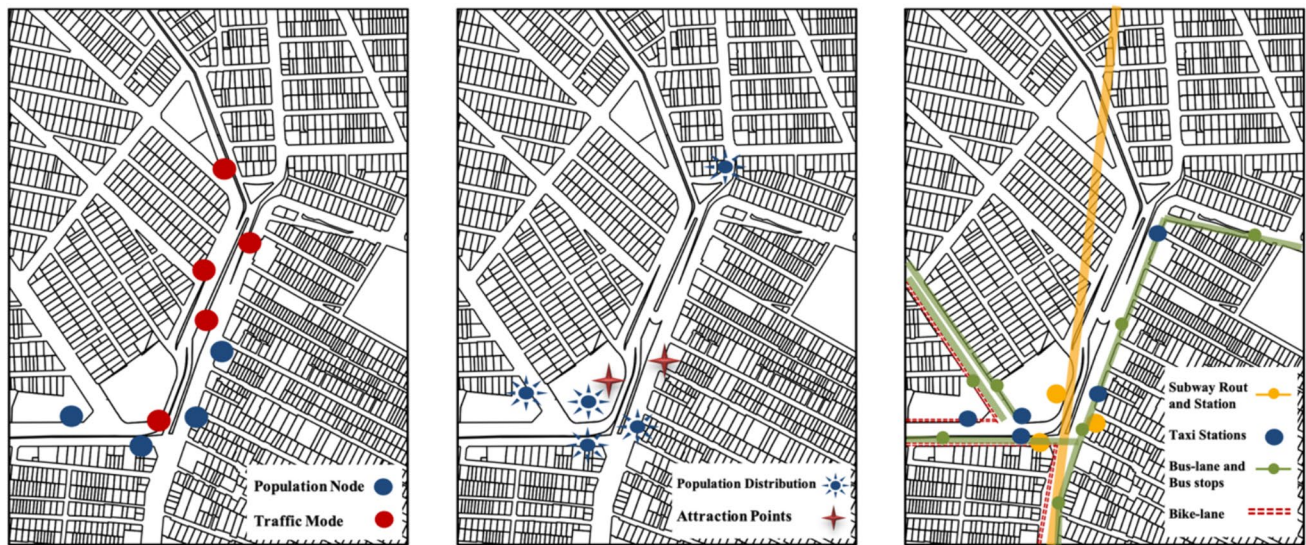 Population Node
Traffic Mode
Population Distribution
Attraction Points
Subway Rout
and Station
Taxi Stations
Bus-lane and
Bus stops
Bike-lane